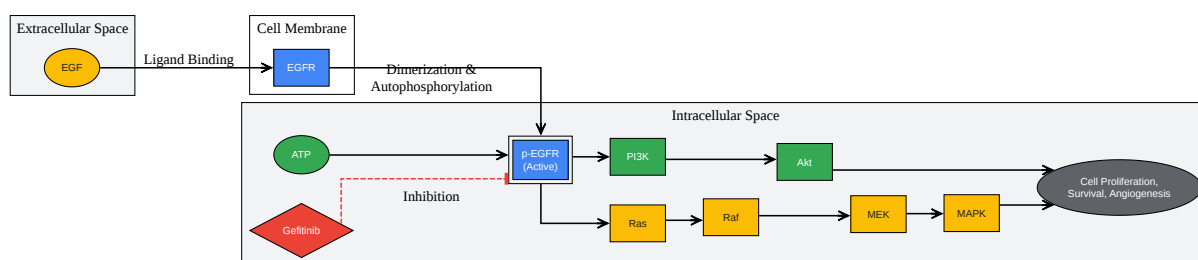 Extracellular Space
EGF
Ligand Binding
Cell Membrane
EGFR
Dimerization &
Autophosphorylation
Intracellular Space
ATP
p-EGFR
(Active)
PI3K
Akt
Cell Proliferation,
Survival, Angiogenesis
Inhibition
Gefitinib
Ras
Raf
MEK
MAPK